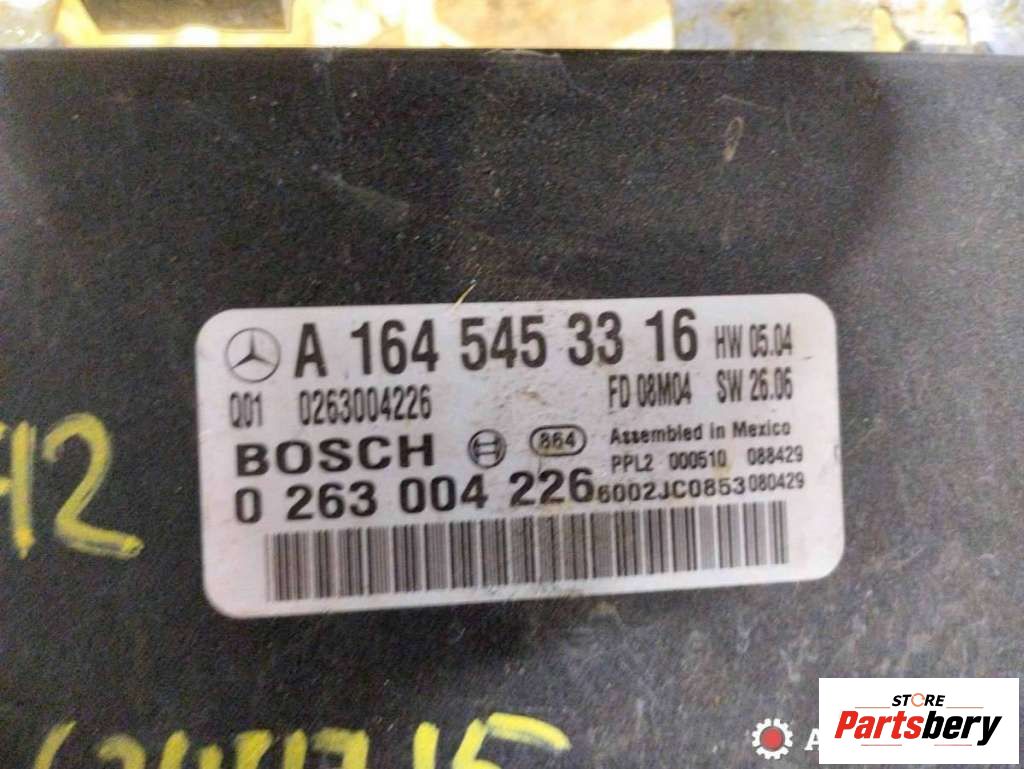 A 164 545 33 16 HW 05.04
Q01 0263004226 FD 08M04 SW 26.06
BOSCH 864 Assembled in Mexico
PPL2 000510 088429
0 263 004 226 6002JC0853 080429
STORE
Partsbery